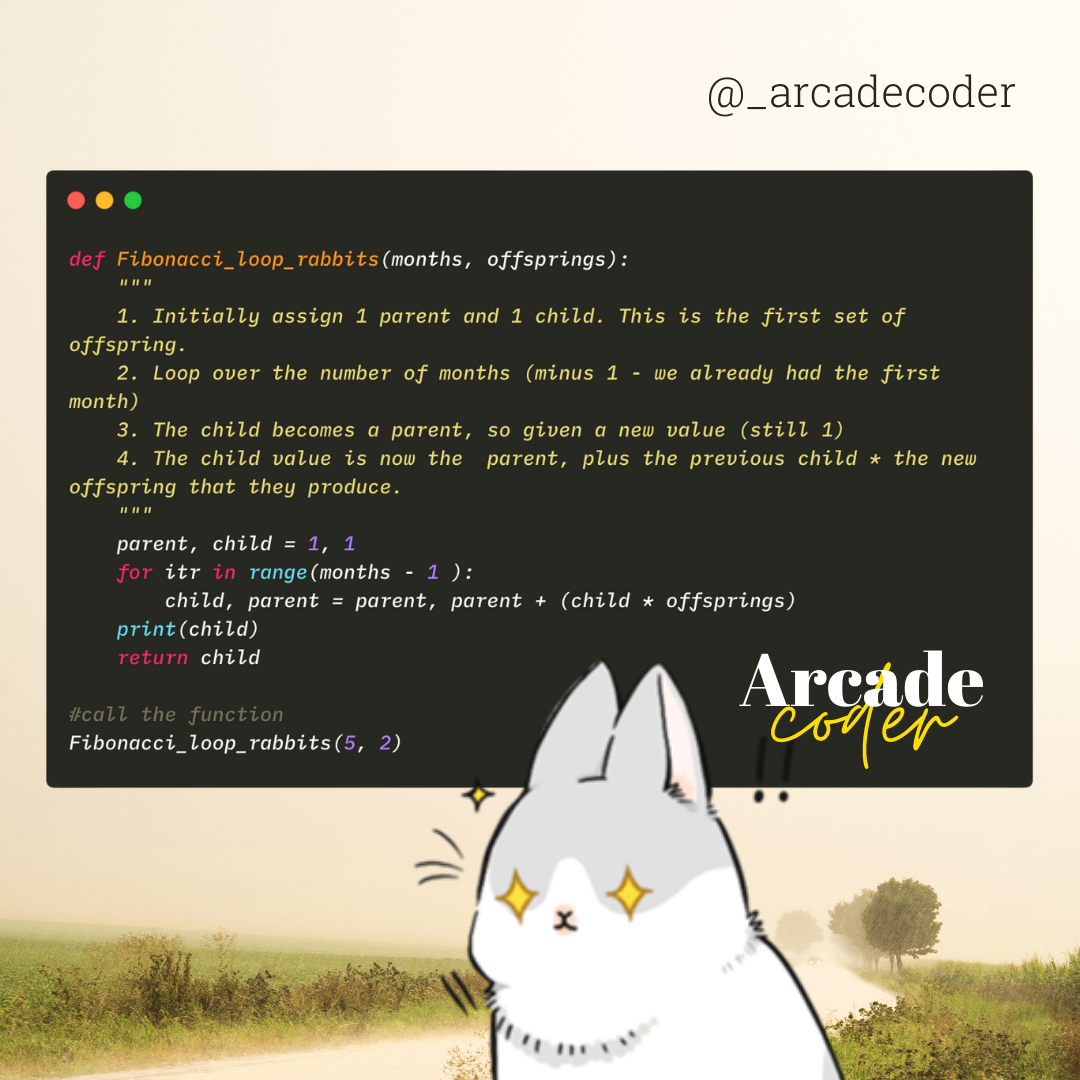 @_arcadecoder
def Fibonacci_loop_rabbits(months, offsprings):
    """
    1. Initially assign 1 parent and 1 child. This is the first set of
offspring.
    2. Loop over the number of months (minus 1 - we already had the first
month)
    3. The child becomes a parent, so given a new value (still 1)
    4. The child value is now the  parent, plus the previous child * the new
offspring that they produce.
    """
    parent, child = 1, 1
    for itr in range(months - 1 ):
        child, parent = parent, parent + (child * offsprings)
    print(child)
    return child
#call the function
Fibonacci_loop_rabbits(5, 2)
Arcade
coder
!!